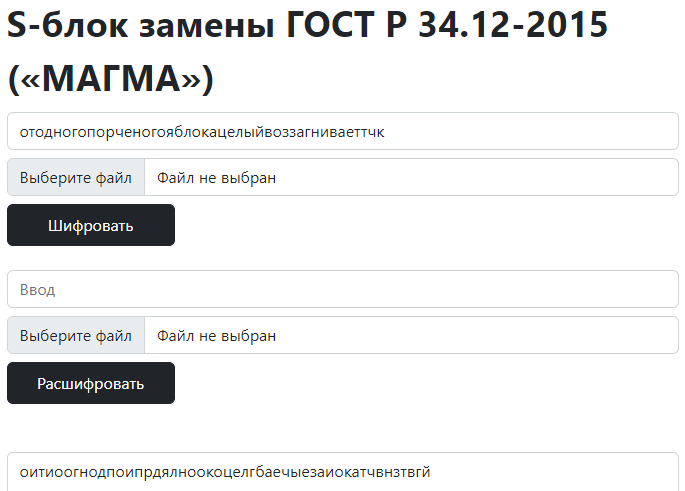 S-блок замены ГОСТ Р 34.12-2015
(«МАГМА»)
отодногопорченогояблокацелыйвоззагниваеттчк
Выберите файл Файл не выбран
Шифровать
Ввод
Выберите файл Файл не выбран
Расшифровать
оитиоогнодпоипрдялноокоцелгбаечыезаиокатчвнзтвгй